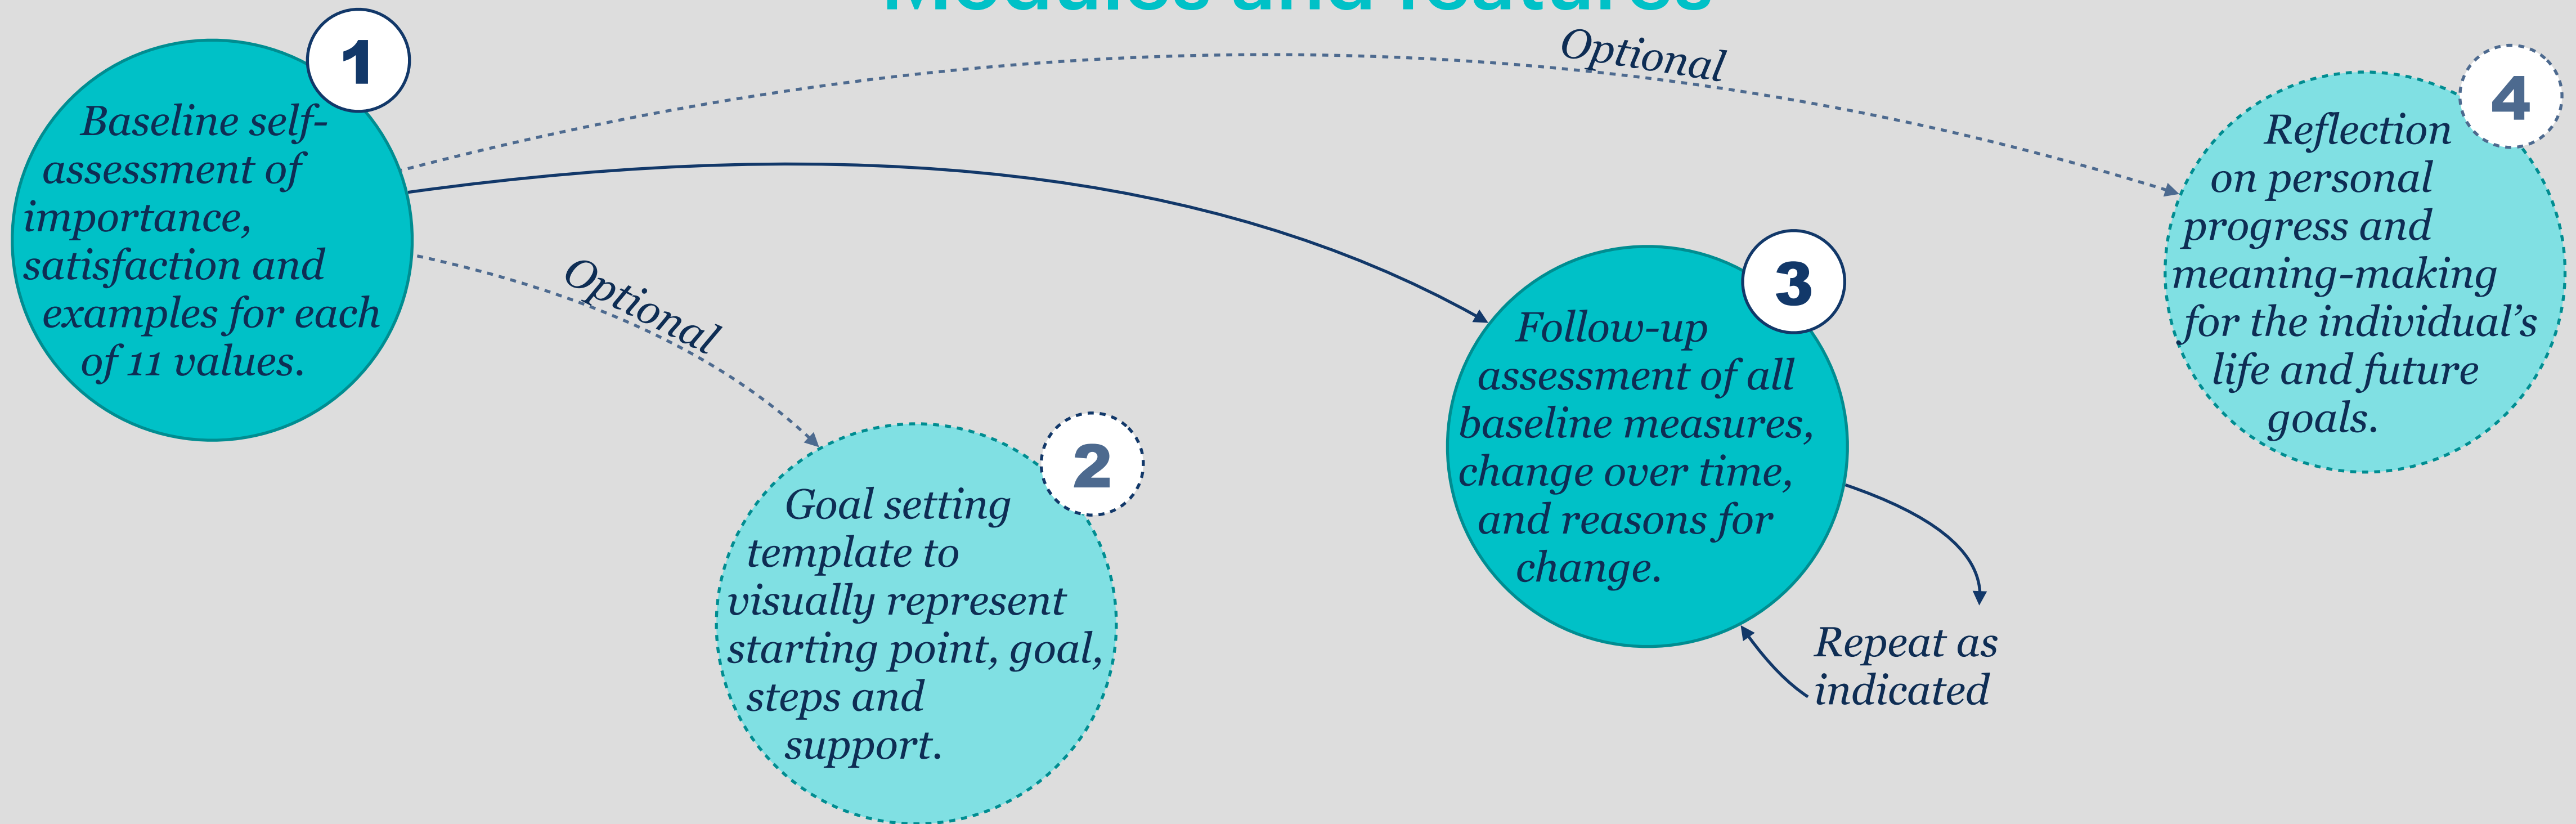 Modules and features
1
Baseline self-
assessment of
importance,
satisfaction and
examples for each
of 11 values.
Optional
Optional
2
Goal setting
template to
visually represent
starting point, goal,
steps and
support.
3
Follow-up
assessment of all
baseline measures,
change over time,
and reasons for
change.
Repeat as
indicated
4
Reflection
on personal
progress and
meaning-making
for the individual’s
life and future
goals.